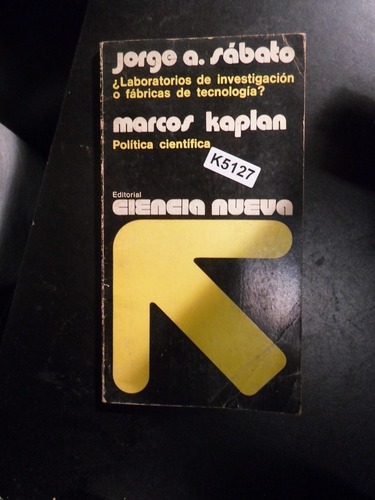 jorge a. sábato
¿Laboratorios de investigación
o fábricas de tecnología?
marcos kaplan
Política científica
K5127
Editorial
CIENCIA NUEVA